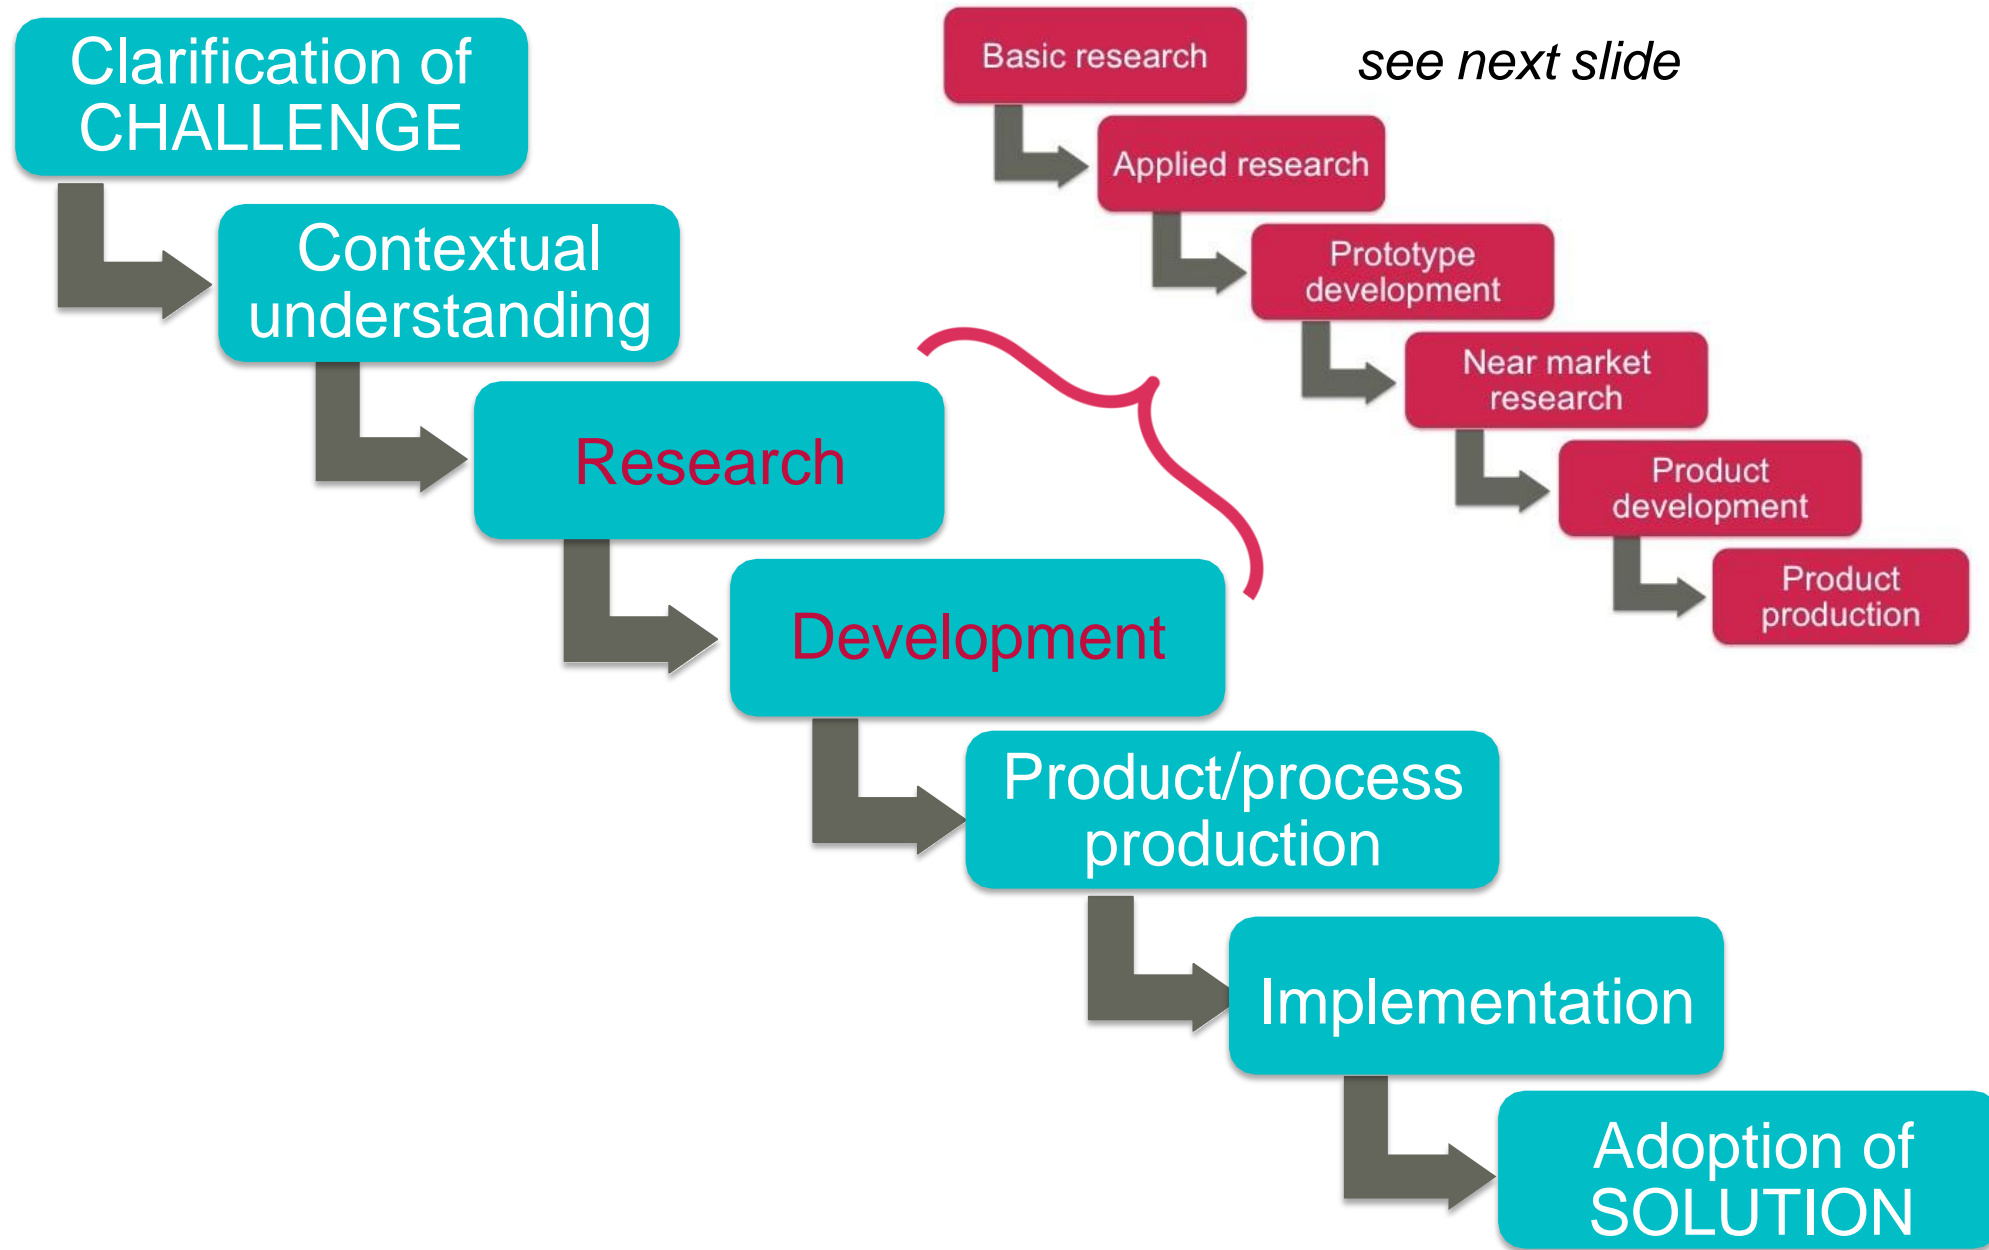 Clarification of
CHALLENGE
Contextual
understanding
Research
Development
Product/process
production
Implementation
Adoption of
SOLUTION
see next slide
Basic research
Applied research
Prototype
development
Near market
research
Product
development
Product
production